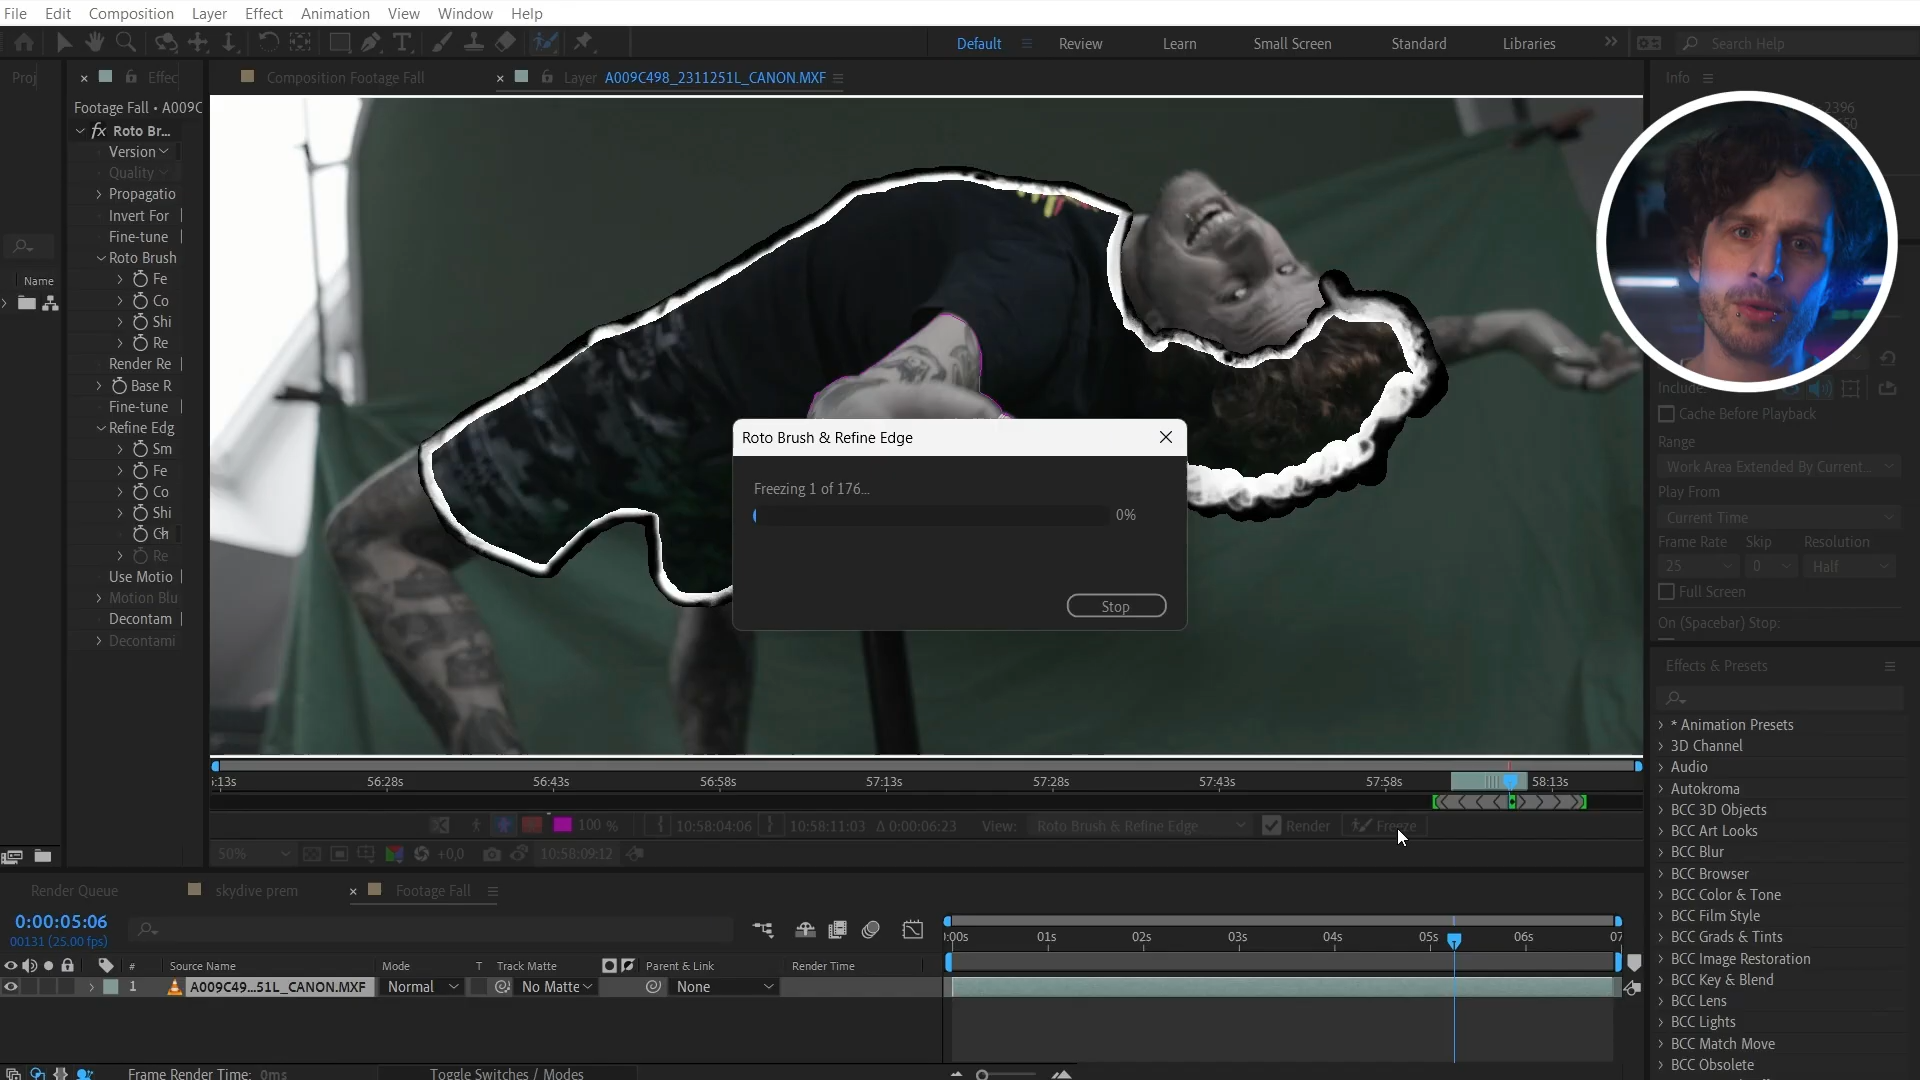 File Edit Composition Layer Effect Animation View Window Help
Default Review Learn Small Screen Standard Libraries Search Help
Proj Effec Composition Footage Fall Layer A009C498_2311251L_CANON.MXF Info
Footage Fall • A009C
fx Roto Br...
Version
Quality
Propagatio
Invert For
Fine-tune
Roto Brush
Fe
Co
Shi
Re
Render Re
Base R
Fine-tune
Refine Edg
Sm
Fe
Co
Shi
Ch
Re
Use Motio
Motion Blu
Decontam
Decontami
Name
Roto Brush & Refine Edge
Freezing 1 of 176...
0%
Stop
2396
Include:
Cache Before Playback
Range
Work Area Extended By Current...
Play From
Current Time
Frame Rate Skip Resolution
25 0 Half
Full Screen
On (Spacebar) Stop:
Effects & Presets
* Animation Presets
3D Channel
Audio
Autokroma
BCC 3D Objects
BCC Art Looks
BCC Blur
BCC Browser
BCC Color & Tone
BCC Film Style
BCC Grads & Tints
BCC Image Restoration
BCC Key & Blend
BCC Lens
BCC Lights
BCC Match Move
BCC Obsolete
:13s 56:28s 56:43s 56:58s 57:13s 57:28s 57:43s 57:58s 58:13s
100 % 10:58:04:06 10:58:11:03 Δ 0:00:06:23 View: Roto Brush & Refine Edge Render Freeze
50% +0,0 10:58:09:12
Render Queue skydive prem Footage Fall
0:00:05:06
00131 (25.00 fps)
:00s 01s 02s 03s 04s 05s 06s 07
# Source Name Mode T Track Matte Parent & Link Render Time
1 A009C49...51L_CANON.MXF Normal No Matte None
Frame Render Time: 0ms Toggle Switches / Modes